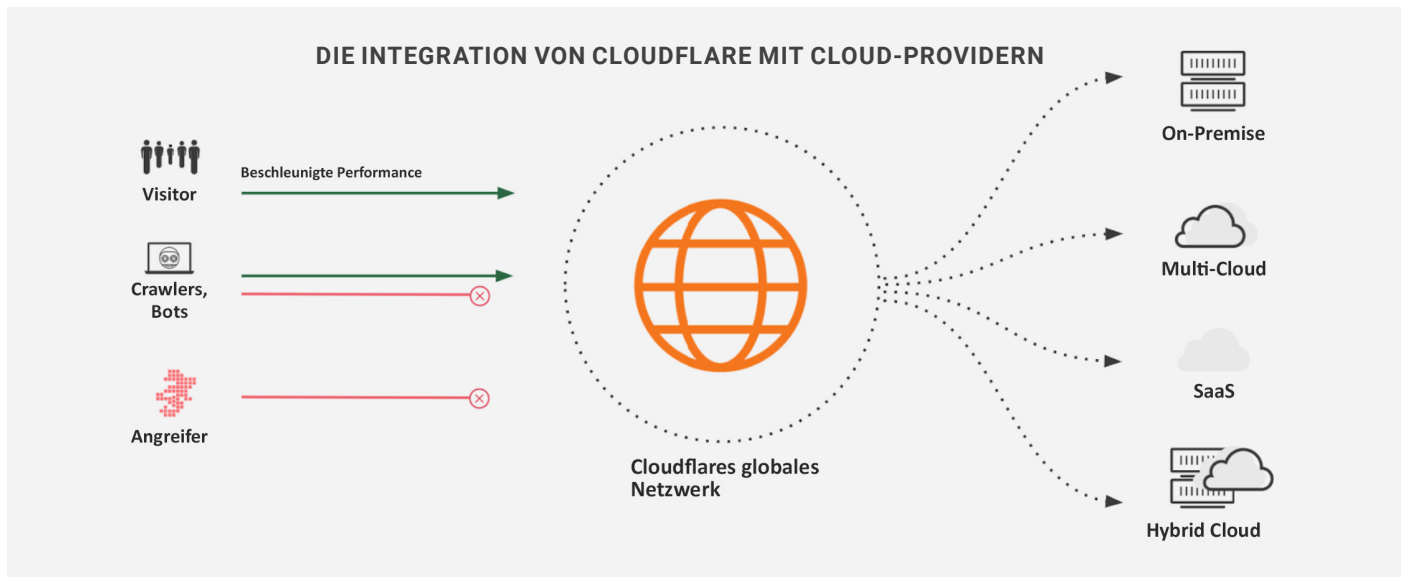 DIE INTEGRATION VON CLOUDFLARE MIT CLOUD-PROVIDERN
Visitor
Beschleunigte Performance
Crawlers,
Bots
Angreifer
Cloudflares globales
Netzwerk
On-Premise
Multi-Cloud
SaaS
Hybrid Cloud